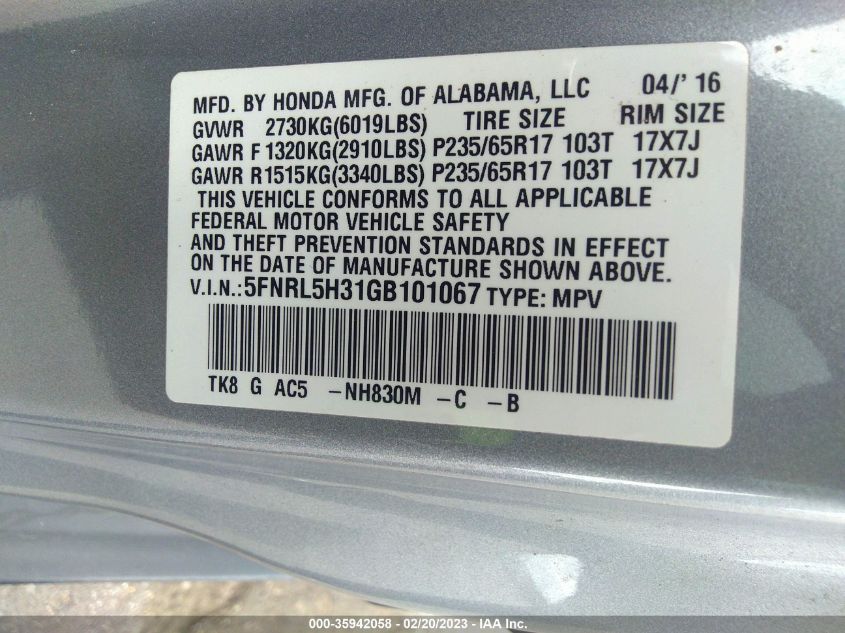 MFD. BY HONDA MFG. OF ALABAMA, LLC 04/'16
GVWR 2730KG(6019LBS) TIRE SIZE RIM SIZE
GAWR F 1320KG(2910LBS) P235/65R17 103T 17X7J
GAWR R1515KG(3340LBS) P235/65R17 103T 17X7J
THIS VEHICLE CONFORMS TO ALL APPLICABLE
FEDERAL MOTOR VEHICLE SAFETY
AND THEFT PREVENTION STANDARDS IN EFFECT
ON THE DATE OF MANUFACTURE SHOWN ABOVE.
V.I.N.:5FNRL5H31GB101067 TYPE: MPV
TK8 G AC5 -NH830M -C -B
000-35942058 - 02/20/2023 - IAA Inc.